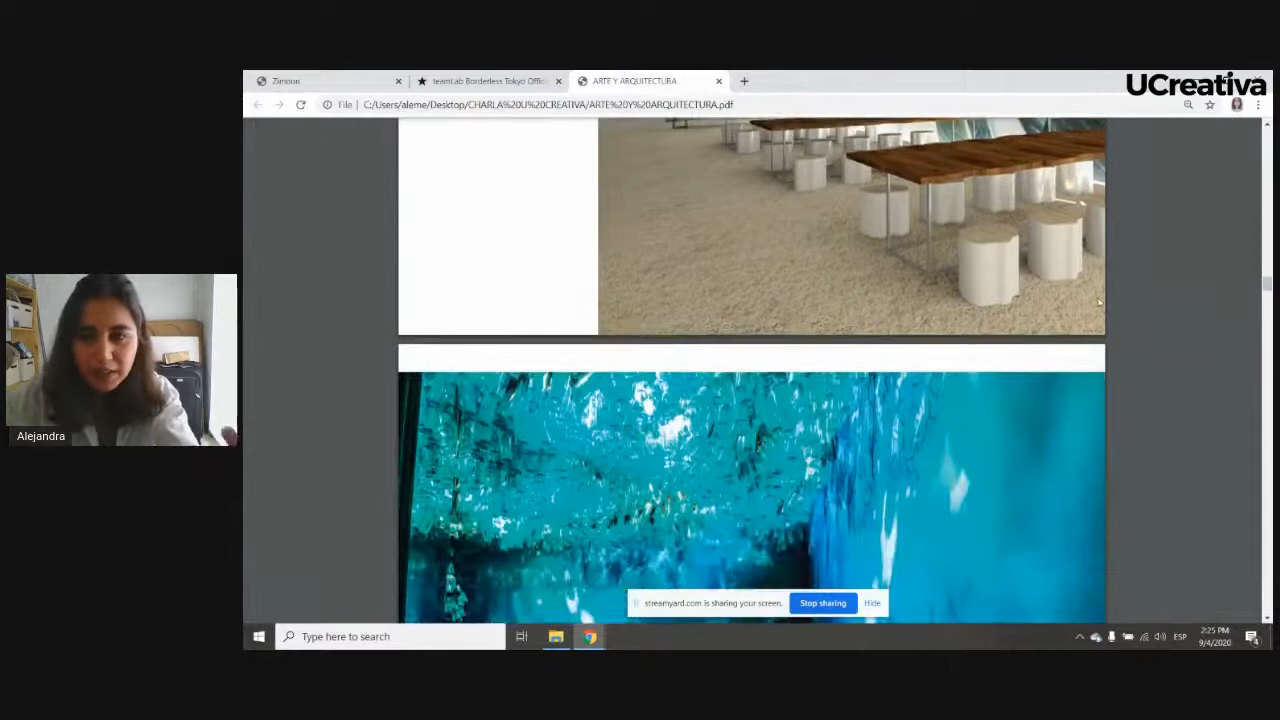 UCreativa
Zimoun
teamLab Borderless Tokyo Offic
ARTE Y ARQUITECTURA
File | C:/Users/aleme/Desktop/CHARLA%20U%20CREATIVA/ARTE%20Y%20ARQUITECTURA.pdf
Alejandra
streamyard.com is sharing your screen.
Stop sharing
Hide
Type here to search
ESP
2:25 PM
9/4/2020